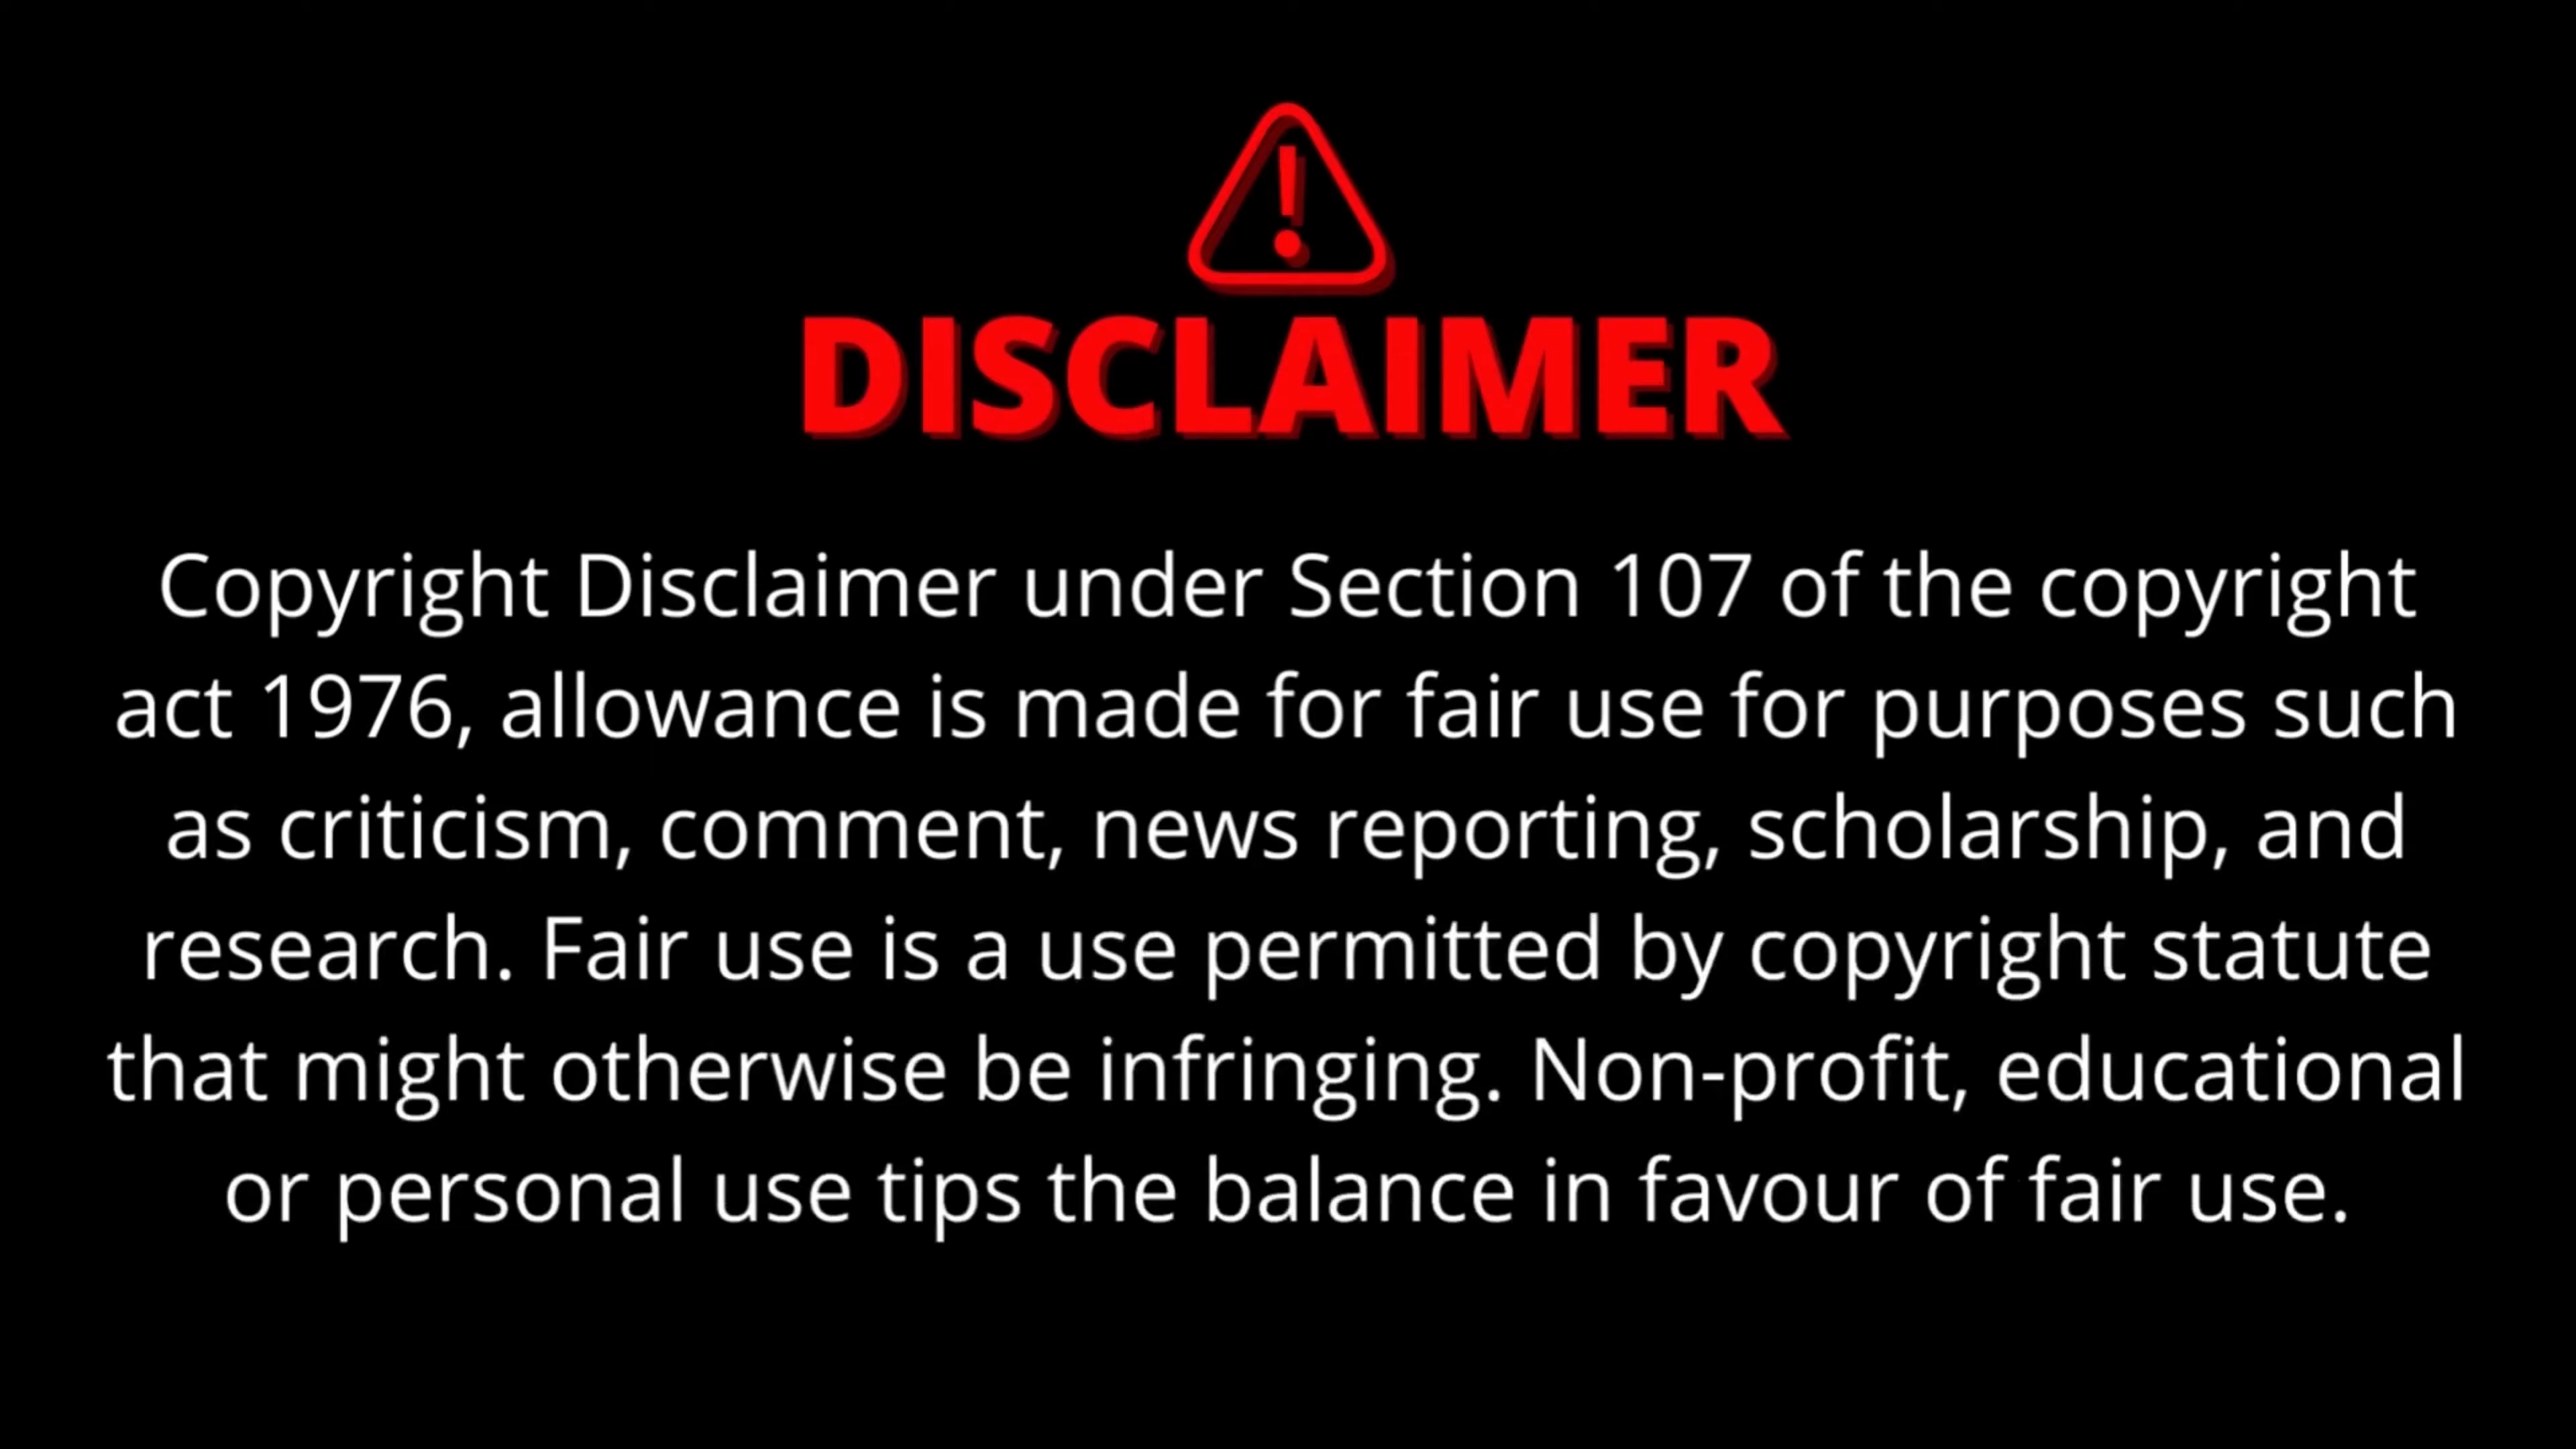 DISCLAIMER
Copyright Disclaimer under Section 107 of the copyright
act 1976, allowance is made for fair use for purposes such
as criticism, comment, news reporting, scholarship, and
research. Fair use is a use permitted by copyright statute
that might otherwise be infringing. Non-profit, educational
or personal use tips the balance in favour of fair use.